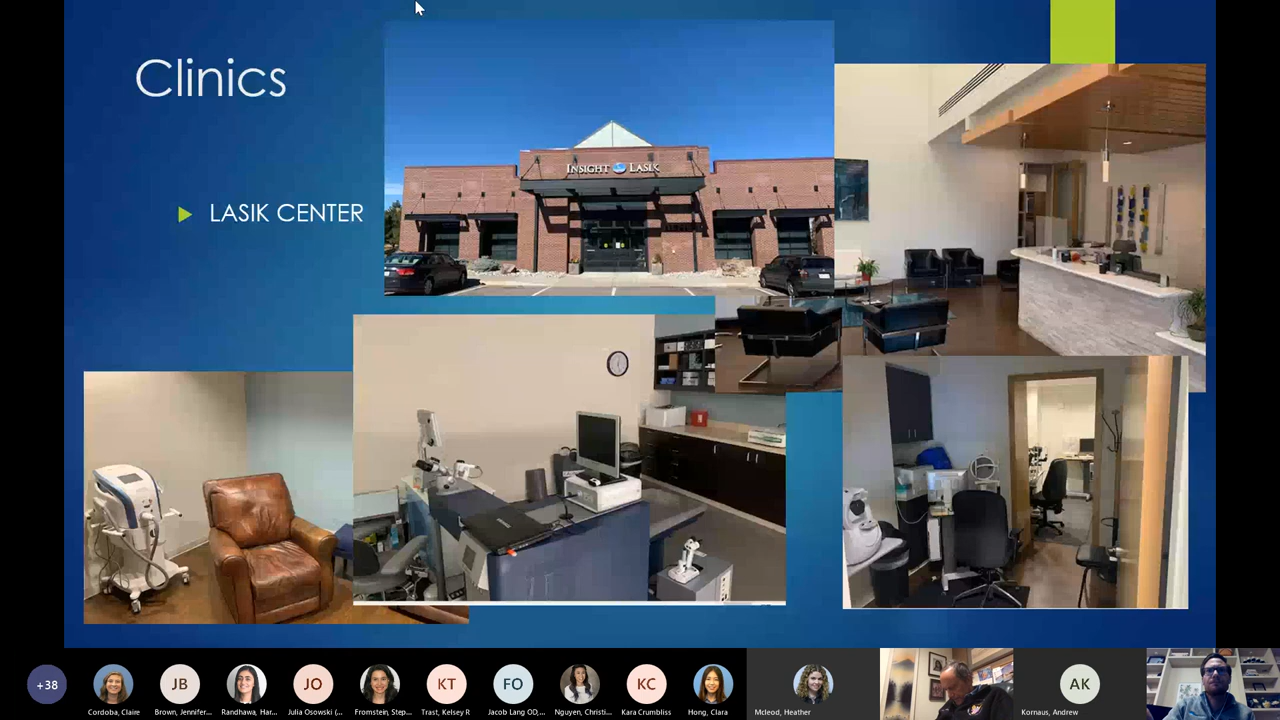 Clinics
LASIK CENTER
INSIGHT LASIK
+38
JB
JO
KT
FO
KC
AK
Cordoba, Claire
Brown, Jennifer...
Randhawa, Har...
Julia Osowski (...
Fromstein, Step...
Trast, Kelsey R
Jacob Lang OD,...
Nguyen, Christi...
Kara Crumbliss
Hong, Clara
Mcleod, Heather
Kornaus, Andrew